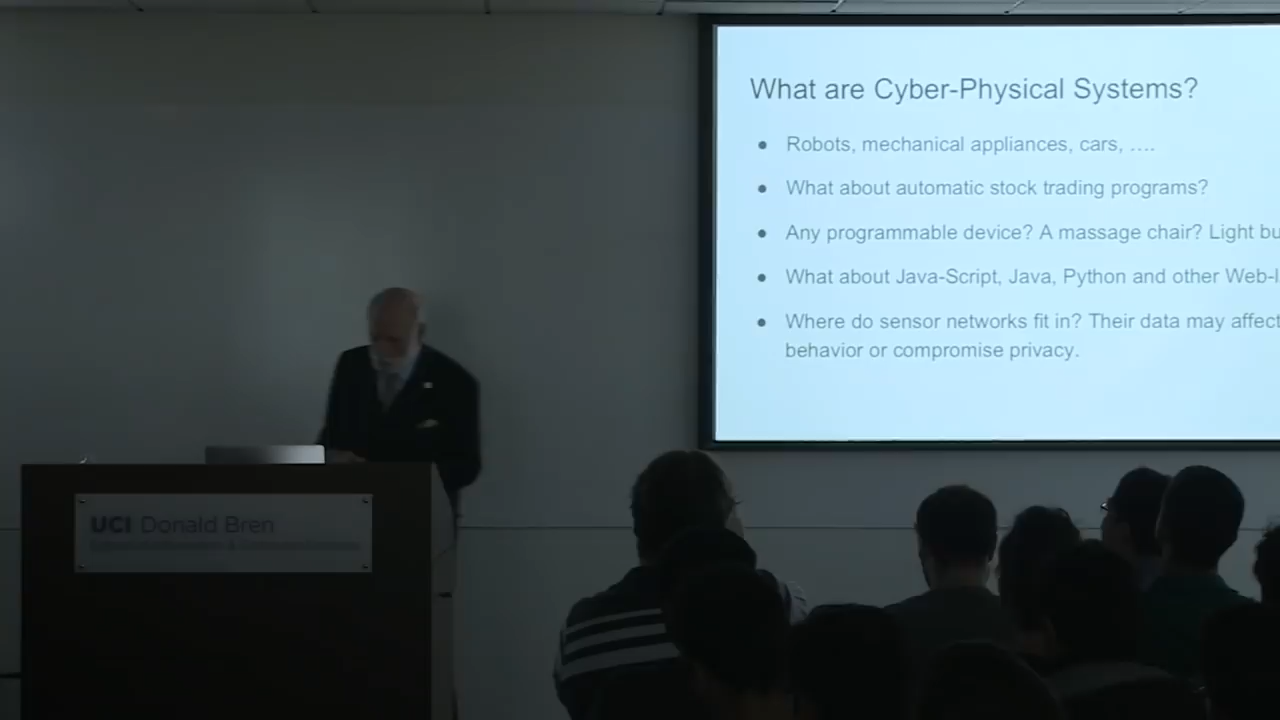 What are Cyber-Physical Systems?
Robots, mechanical appliances, cars, ....
What about automatic stock trading programs?
Any programmable device? A massage chair? Light bu
What about Java-Script, Java, Python and other Web-l
Where do sensor networks fit in? Their data may affect
behavior or compromise privacy.
UCI Donald Bren